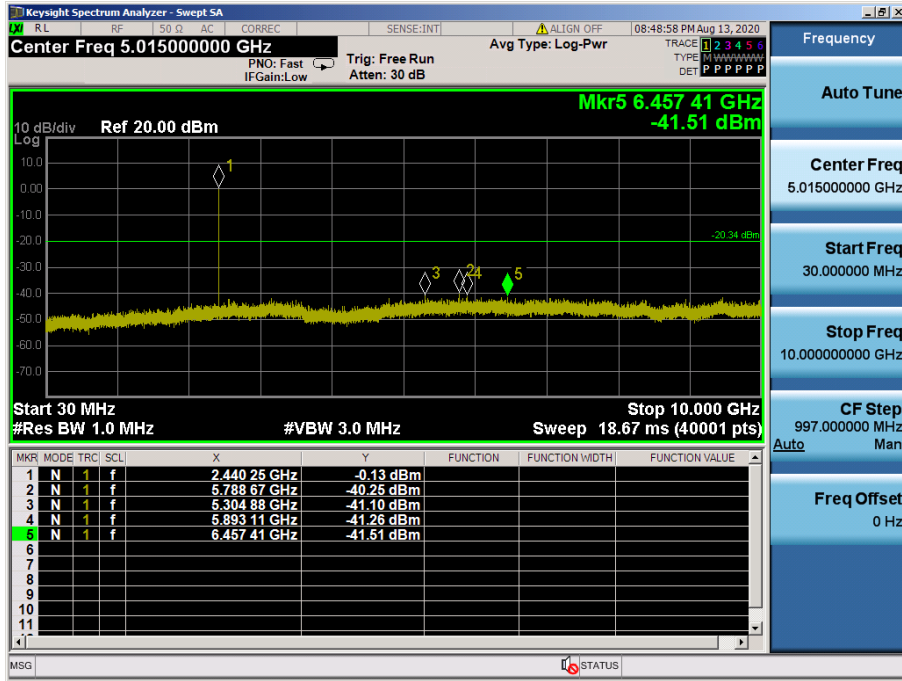 Keysight Spectrum Analyzer - Swept SA
LXI RL RF 50 Ω AC CORREC SENSE:INT ALIGN OFF 08:48:58 PM Aug 13, 2020
Center Freq 5.015000000 GHz
PNO: Fast
IFGain:Low
Trig: Free Run
Atten: 30 dB
Avg Type: Log-Pwr
TRACE 1 2 3 4 5 6
TYPE M WWWWW
DET P P P P P P
Mkr5 6.457 41 GHz
-41.51 dBm
10 dB/div Ref 20.00 dBm
Log
10.0
0.00
-10.0
-20.0
-30.0
-40.0
-50.0
-60.0
-70.0
1
-20.34 dBm
3 2 4 5
Start 30 MHz Stop 10.000 GHz
#Res BW 1.0 MHz #VBW 3.0 MHz Sweep 18.67 ms (40001 pts)
MKR MODE TRC SCL X Y FUNCTION FUNCTION WIDTH FUNCTION VALUE
1 N 1 f 2.440 25 GHz -0.13 dBm
2 N 1 f 5.788 67 GHz -40.25 dBm
3 N 1 f 5.304 88 GHz -41.10 dBm
4 N 1 f 5.893 11 GHz -41.26 dBm
5 N 1 f 6.457 41 GHz -41.51 dBm
6
7
8
9
10
11
MSG STATUS
Frequency
Auto Tune
Center Freq
5.015000000 GHz
Start Freq
30.000000 MHz
Stop Freq
10.000000000 GHz
CF Step
997.000000 MHz
Auto Man
Freq Offset
0 Hz